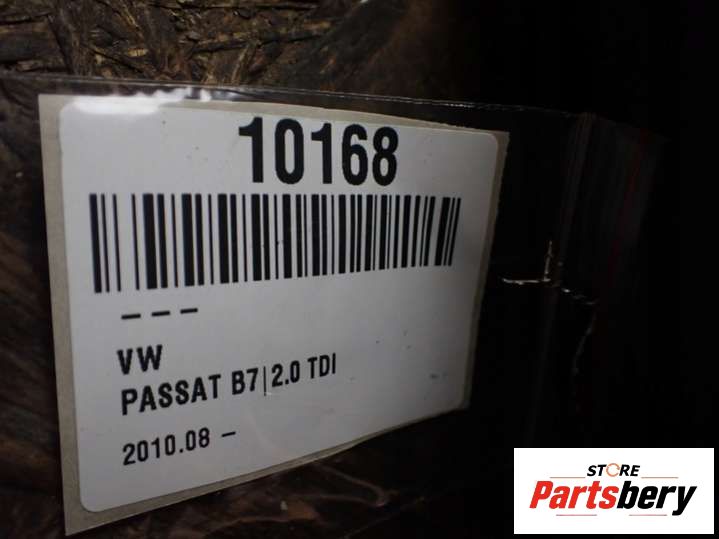 10168
---
VW
PASSAT B7|2.0 TDI
2010.08 -
STORE
Partsbery